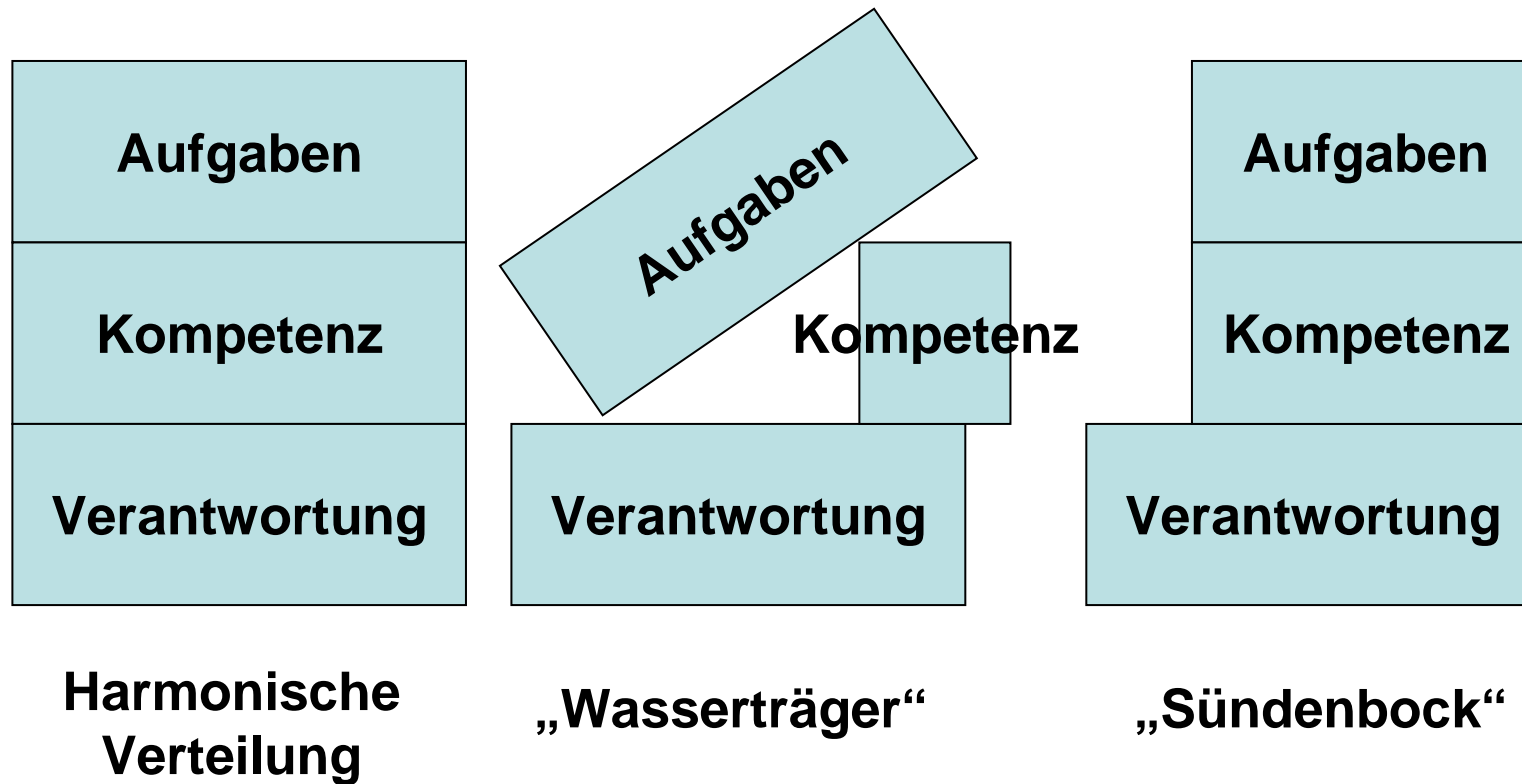 Aufgaben
Kompetenz
Verantwortung
Harmonische
Verteilung
Aufgaben
Kompetenz
Verantwortung
„Wasserträger“
Aufgaben
Kompetenz
Verantwortung
„Sündenbock“